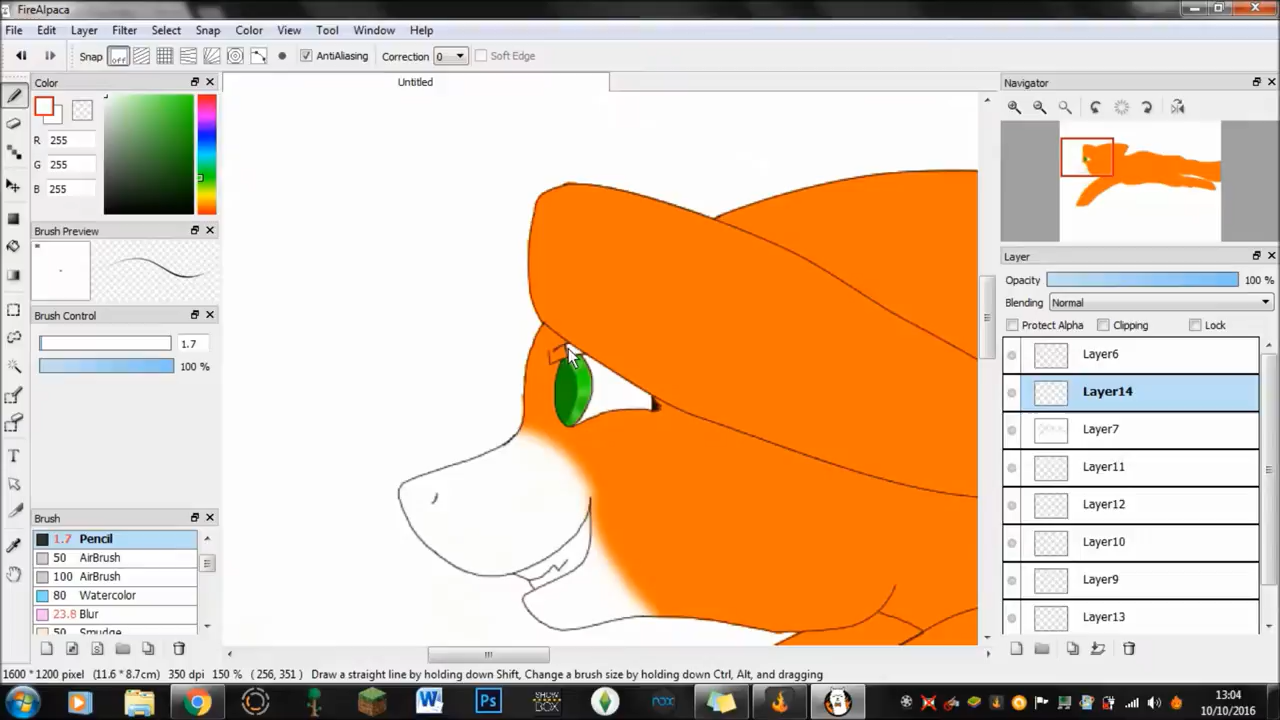 FireAlpaca
File Edit Layer Filter Select Snap Color View Tool Window Help
Snap off AntiAliasing Correction 0 Soft Edge
Color
Untitled
Navigator
R 255
G 255
B 255
Brush Preview
Layer
Opacity 100 %
Blending Normal
Brush Control
Protect Alpha Clipping Lock
1.7
Layer6
100 %
Layer14
Layer7
Layer11
Layer12
Brush
1.7 Pencil
Layer10
50 AirBrush
100 AirBrush
Layer9
80 Watercolor
23.8 Blur
Layer13
50 Smudge
1600 * 1200 pixel (11.6 * 8.7cm) 350 dpi 150 % (256, 351) Draw a straight line by holding down Shift, Change a brush size by holding down Ctrl, Alt, and dragging
W Ps SHOW BOX nox
13:04
10/10/2016